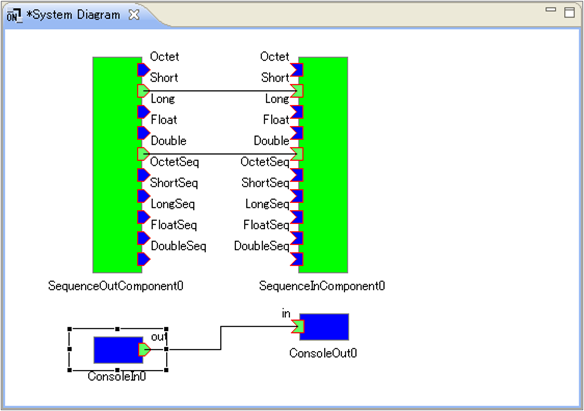 ON *System Diagram
Octet Octet
Short Short
Long Long
Float Float
Double Double
OctetSeq OctetSeq
ShortSeq ShortSeq
LongSeq LongSeq
FloatSeq FloatSeq
DoubleSeq DoubleSeq
SequenceOutComponent0 SequenceInComponent0
in
out
ConsoleOut0
ConsoleIn0